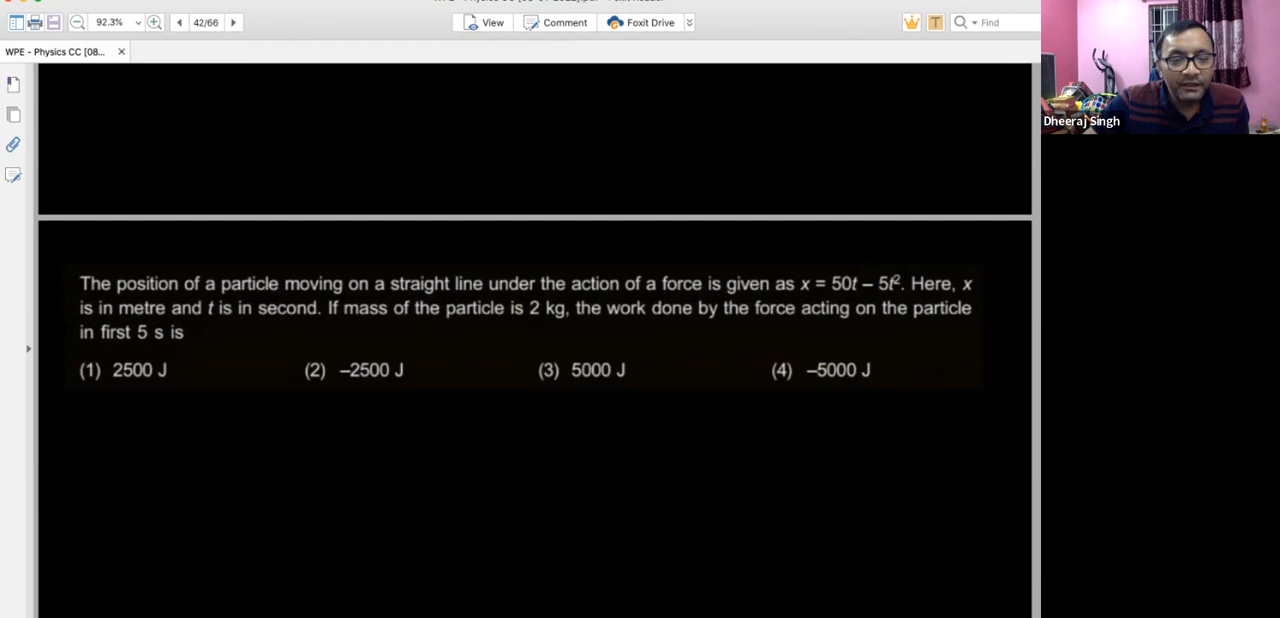 92.3%
42/66
View
Comment
Foxit Drive
T
Find
WPE - Physics CC [08...
Dheeraj Singh
The position of a particle moving on a straight line under the action of a force is given as x = 50t – 5t². Here, x
is in metre and t is in second. If mass of the particle is 2 kg, the work done by the force acting on the particle
in first 5 s is
(1) 2500 J (2) –2500 J (3) 5000 J (4) –5000 J